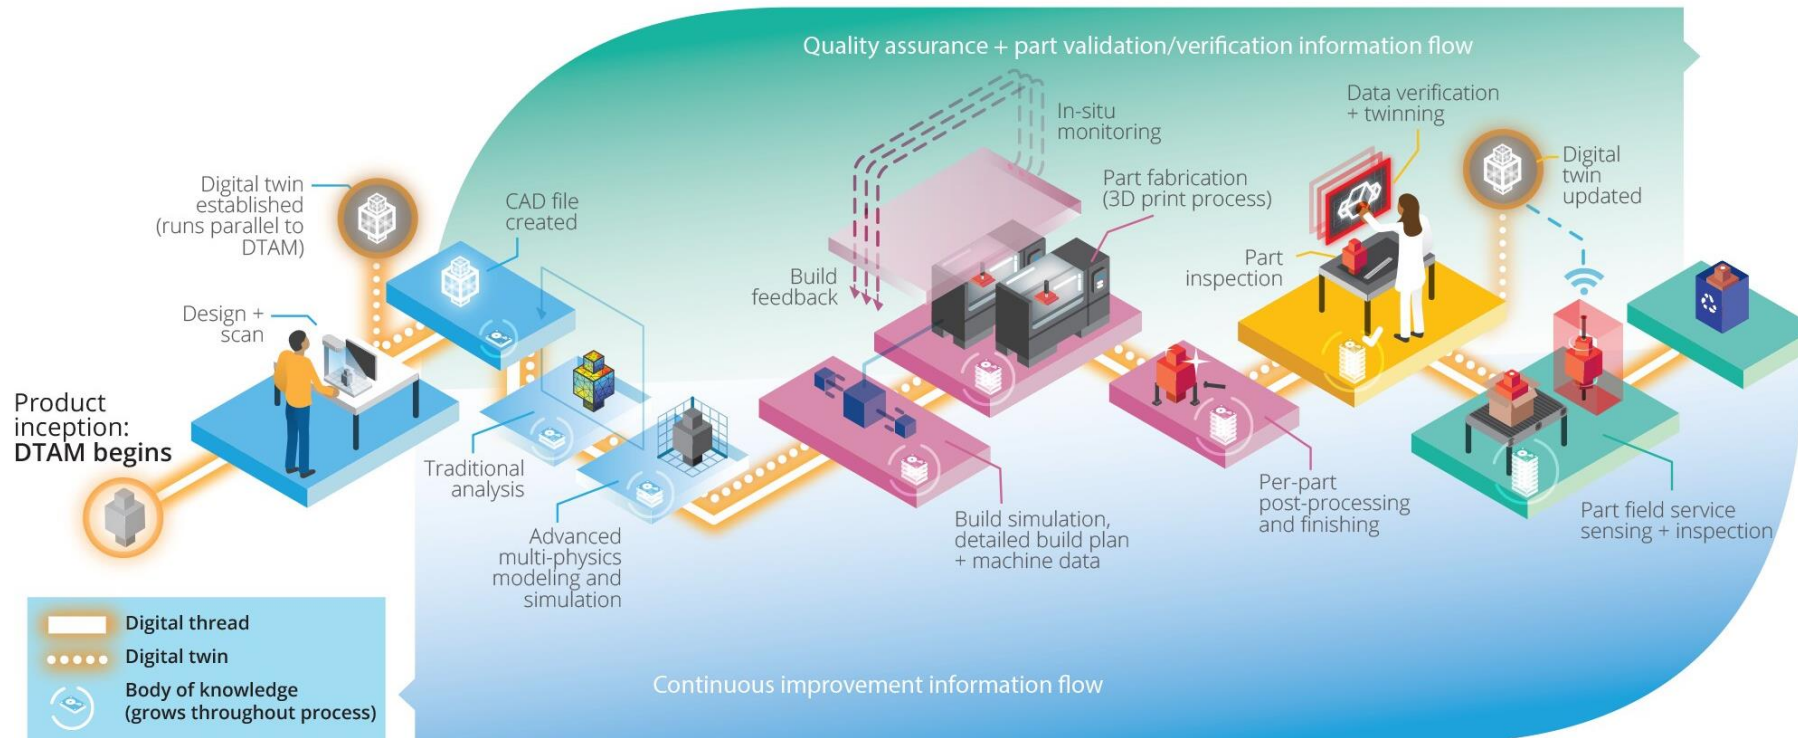 Quality assurance + part validation/verification information flow
Product
inception:
DTAM begins
Design +
scan
Digital twin
established
(runs parallel to
DTAM)
CAD file
created
Traditional
analysis
Advanced
multi-physics
modeling and
simulation
Build
feedback
In-situ
monitoring
Part fabrication
(3D print process)
Build simulation,
detailed build plan
+ machine data
Per-part
post-processing
and finishing
Part
inspection
Data verification
+ twinning
Digital
twin
updated
Part field service
sensing + inspection
Digital thread
Digital twin
Body of knowledge
(grows throughout process)
Continuous improvement information flow